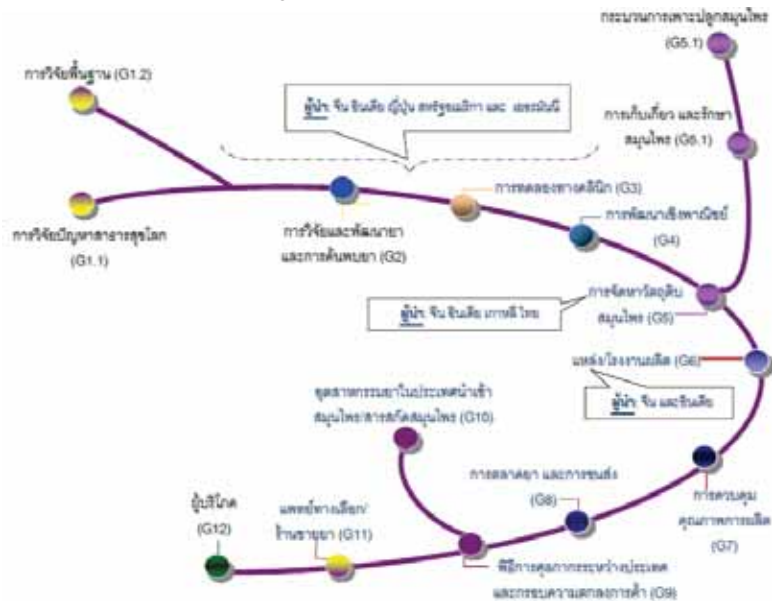 กระบวนการเพาะปลูกสมุนไพร
(G5.1)
การวิจัยพื้นฐาน (G1.2)
ผู้นำ: จีน อินเดีย ญี่ปุ่น สหรัฐอเมริกา และ เยอรมันนี
การเก็บเกี่ยว และรักษา
สมุนไพร (G5.1)
การทดลองทางคลินิก (G3)
การวิจัยปัญหาสาธารสุขโลก
(G1.1)
การวิจัยและพัฒนายา
และการค้นพบยา (G2)
การพัฒนาเชิงพาณิชย์
(G4)
การจัดหาวัตถุดิบ
สมุนไพร (G5)
ผู้นำ: จีน อินเดีย เกาหลี ไทย
แหล่ง/โรงงานผลิต (G6)
ผู้นำ: จีน และอินเดีย
อุตสาหกรรมยาในประเทศนำเข้า
สมุนไพร/สารสกัดสมุนไพร (G10)
การตลาดยา และการขนส่ง
(G8)
การควบคุม
คุณภาพการผลิต
(G7)
ผู้บริโภค
(G12)
แพทย์ทางเลือก/
ร้านขายยา (G11)
พิธีการศุลกากรระหว่างประเทศ
และกรอบความตกลงการค้า (G9)